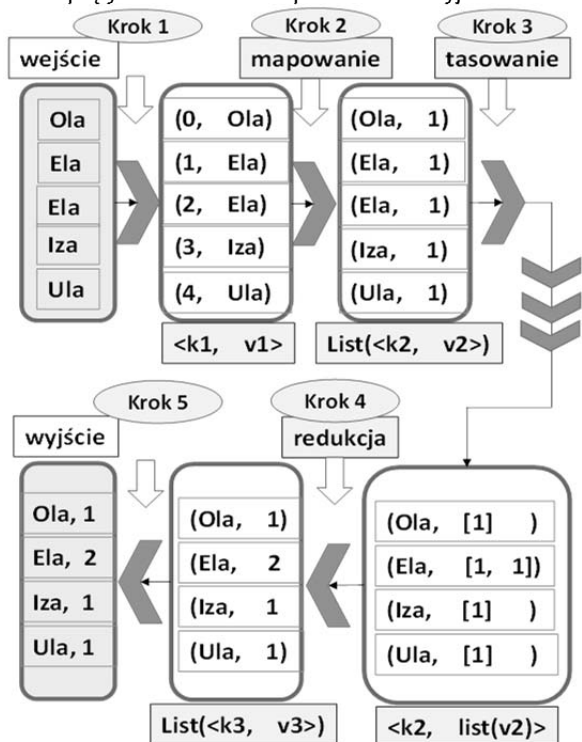 Krok 1
Krok 2
Krok 3
wejście
mapowanie
tasowanie
Ola
Ela
Ela
Iza
Ula
(0, Ola)
(1, Ela)
(2, Ela)
(3, Iza)
(4, Ula)
<k1, v1>
(Ola, 1)
(Ela, 1)
(Ela, 1)
(Iza, 1)
(Ula, 1)
List(<k2, v2>)
Krok 5
Krok 4
wyjście
redukcja
Ola, 1
Ela, 2
Iza, 1
Ula, 1
(Ola, 1)
(Ela, 2
(Iza, 1
(Ula, 1)
List(<k3, v3>)
(Ola, [1] )
(Ela, [1, 1])
(Iza, [1] )
(Ula, [1] )
<k2, list(v2)>